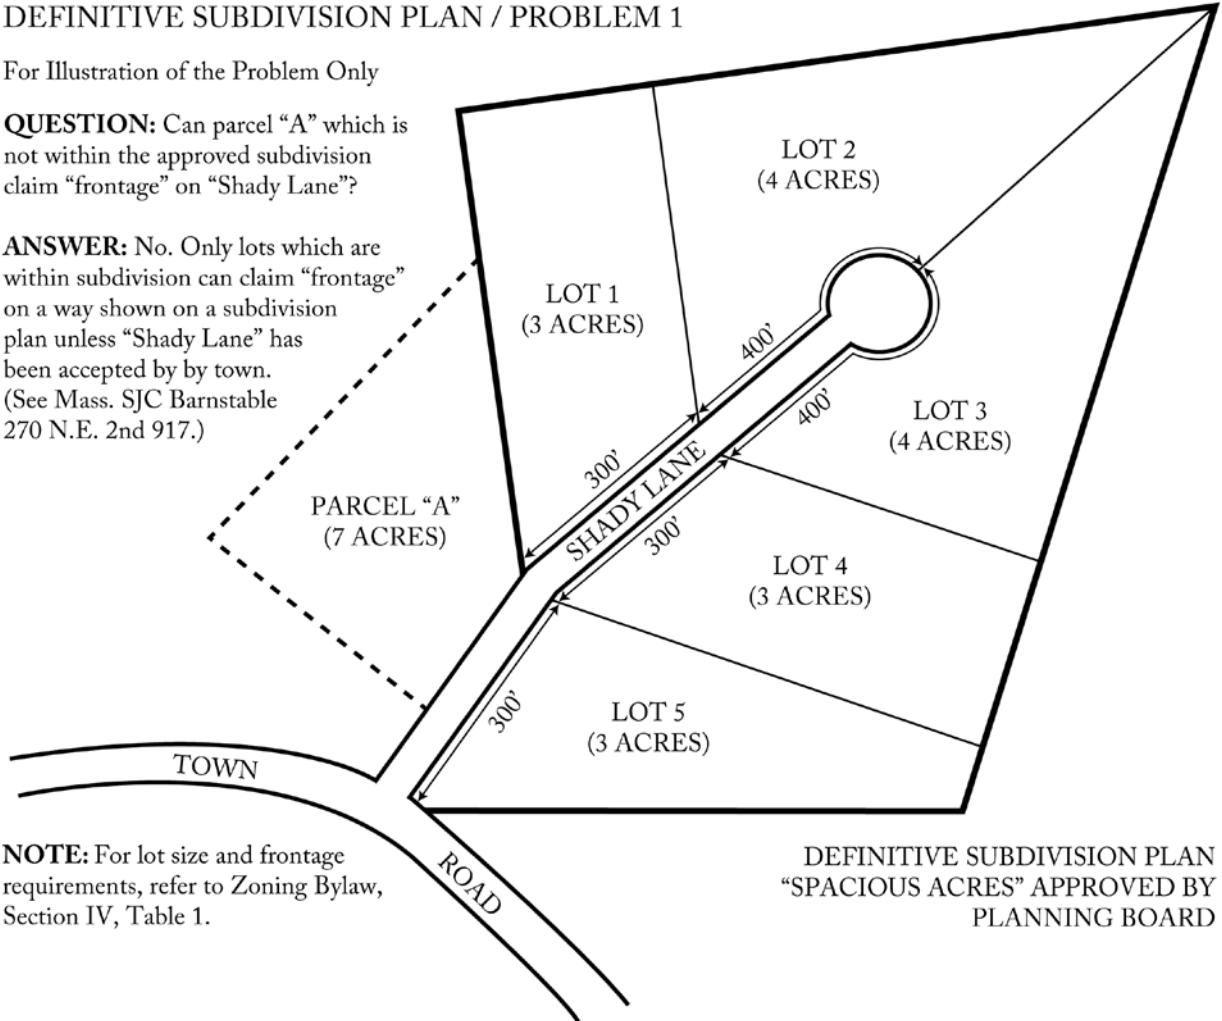 DEFINITIVE SUBDIVISION PLAN / PROBLEM 1
For Illustration of the Problem Only
QUESTION: Can parcel “A” which is
not within the approved subdivision
claim “frontage” on “Shady Lane”?
ANSWER: No. Only lots which are
within subdivision can claim “frontage”
on a way shown on a subdivision
plan unless “Shady Lane” has
been accepted by by town.
(See Mass. SJC Barnstable
270 N.E. 2nd 917.)
LOT 2
(4 ACRES)
LOT 1
(3 ACRES)
400’
400’
LOT 3
(4 ACRES)
300’
SHADY LANE
300’
PARCEL “A”
(7 ACRES)
LOT 4
(3 ACRES)
300’
LOT 5
(3 ACRES)
TOWN
ROAD
NOTE: For lot size and frontage
requirements, refer to Zoning Bylaw,
Section IV, Table 1.
DEFINITIVE SUBDIVISION PLAN
“SPACIOUS ACRES” APPROVED BY
PLANNING BOARD